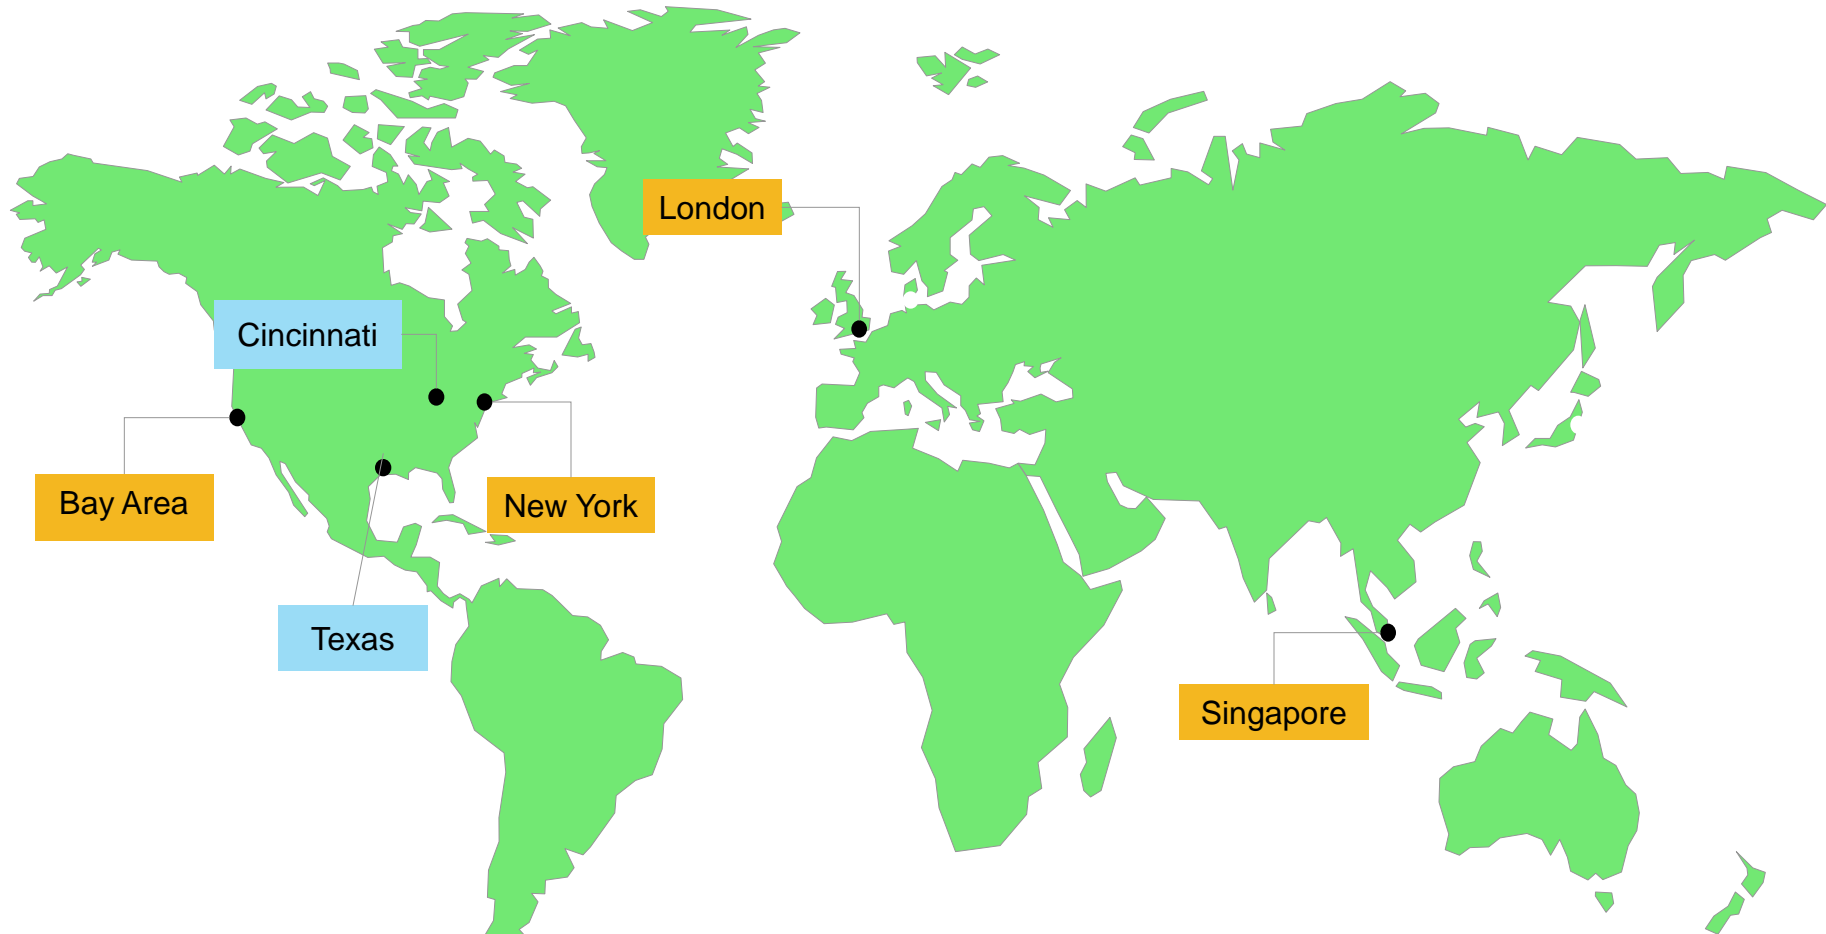 London
Cincinnati
Bay Area
New York
Texas
Singapore